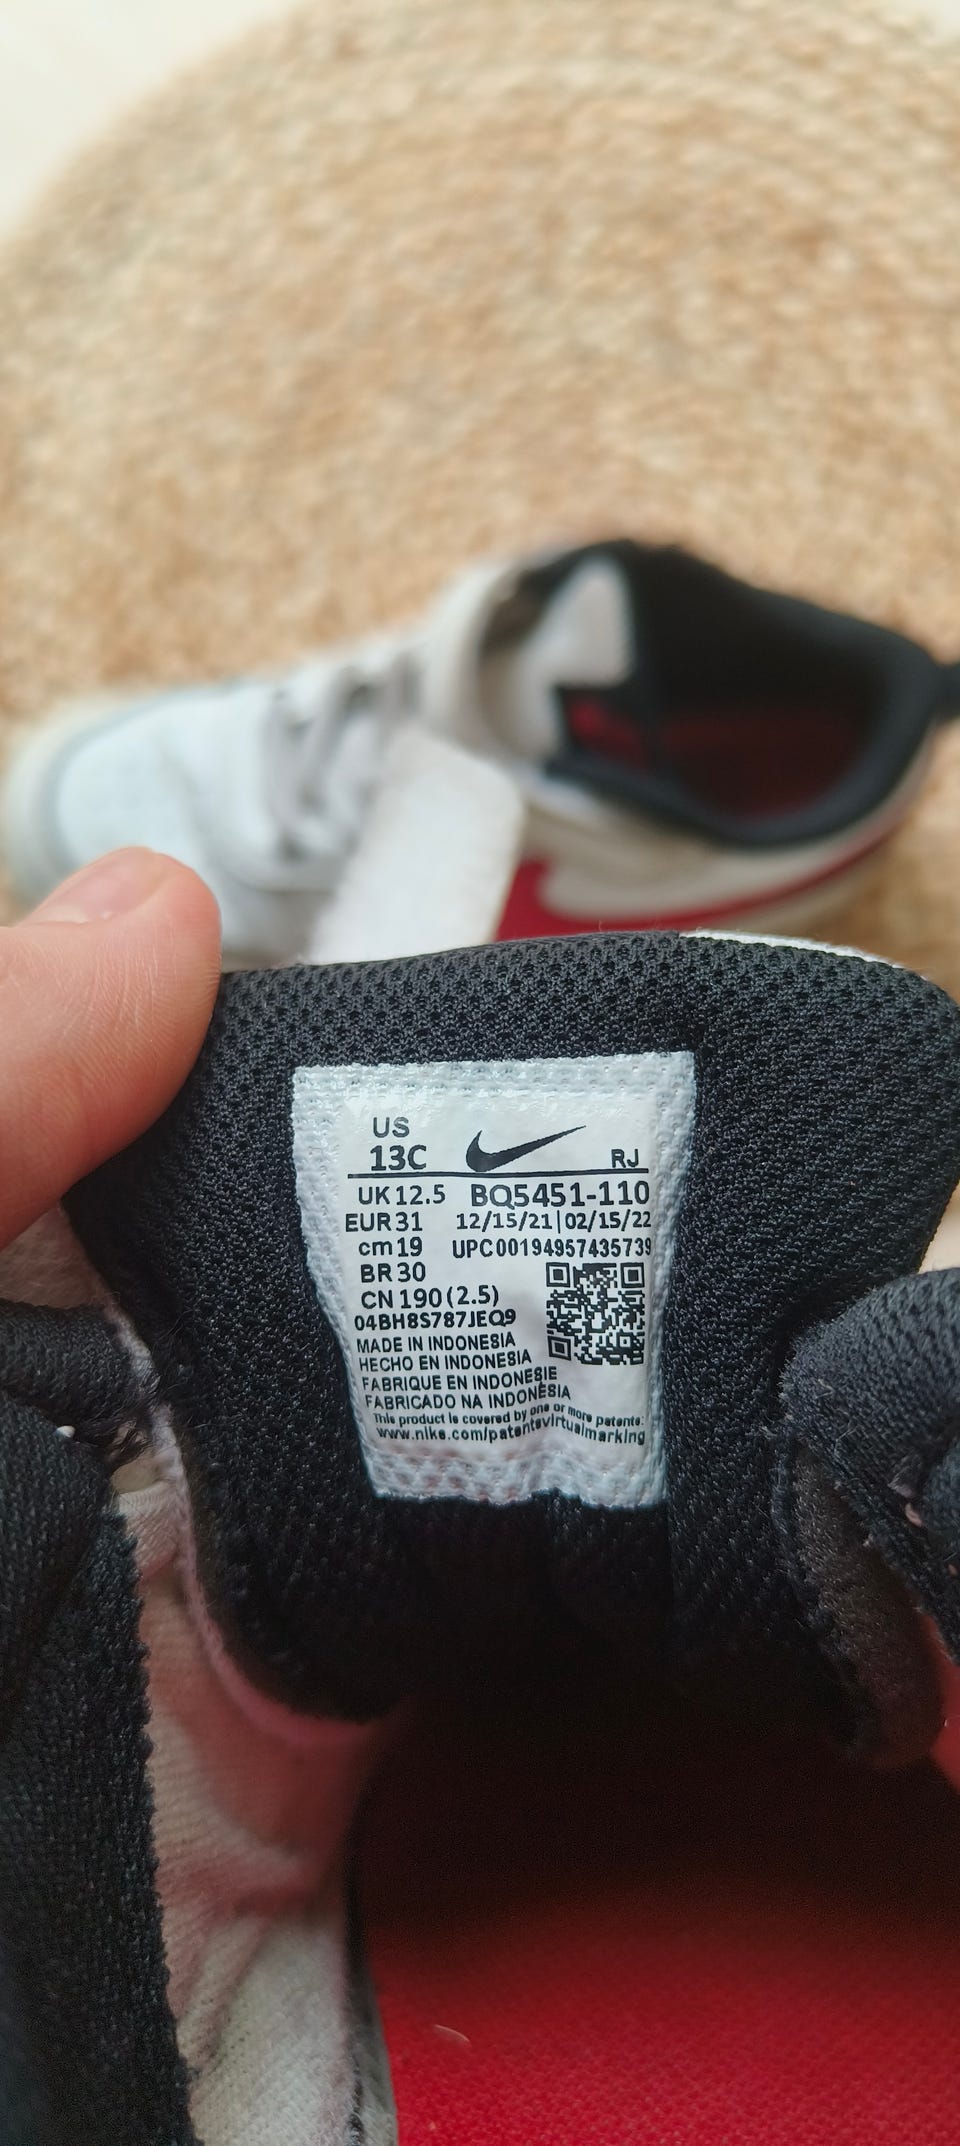 US
13C RJ
UK 12.5 BQ5451-110
EUR 31 12/15/21|02/15/22
cm 19 UPC00194957435739
BR 30
CN 190 (2.5)
04BH8S787JEQ9
MADE IN INDONESIA
HECHO EN INDONESIA
FABRIQUE EN INDONESIE
FABRICADO NA INDONÉSIA
This product is covered by one or more patents:
www.nike.com/patentsvirtualmarking